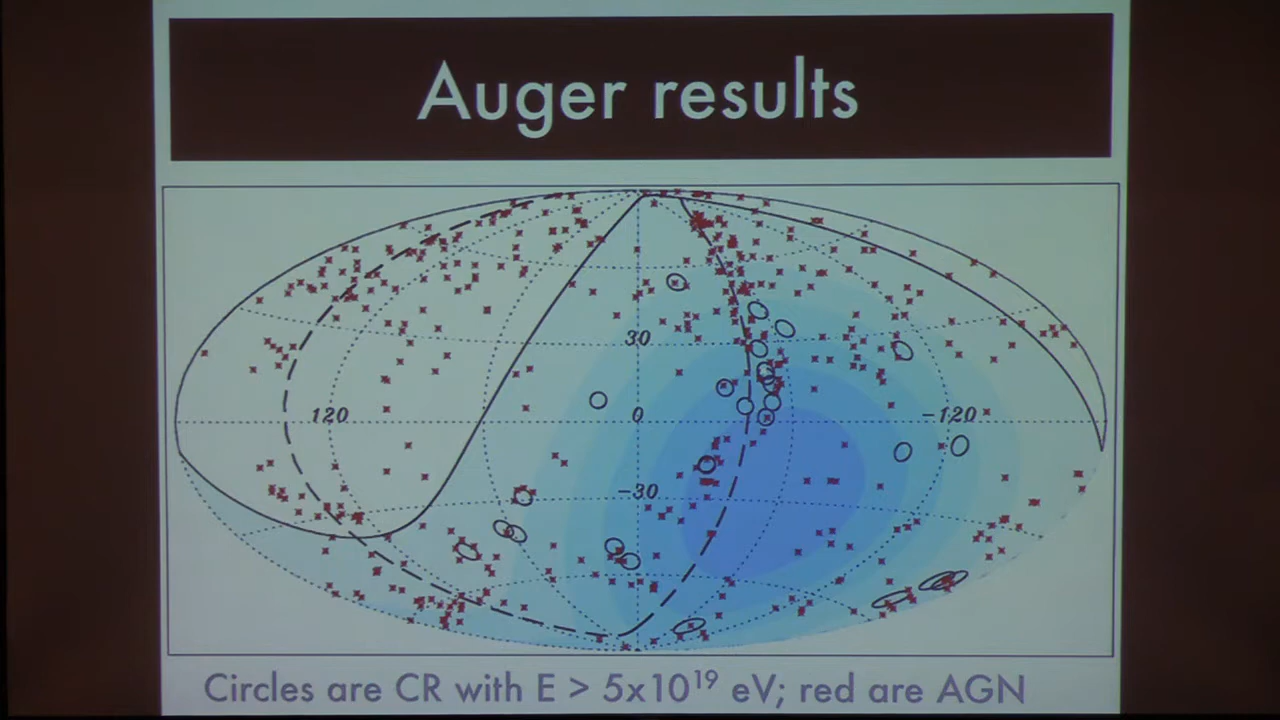 Auger results
30
120
0
-120
-30
Circles are CR with E > 5x10¹⁹ eV; red are AGN